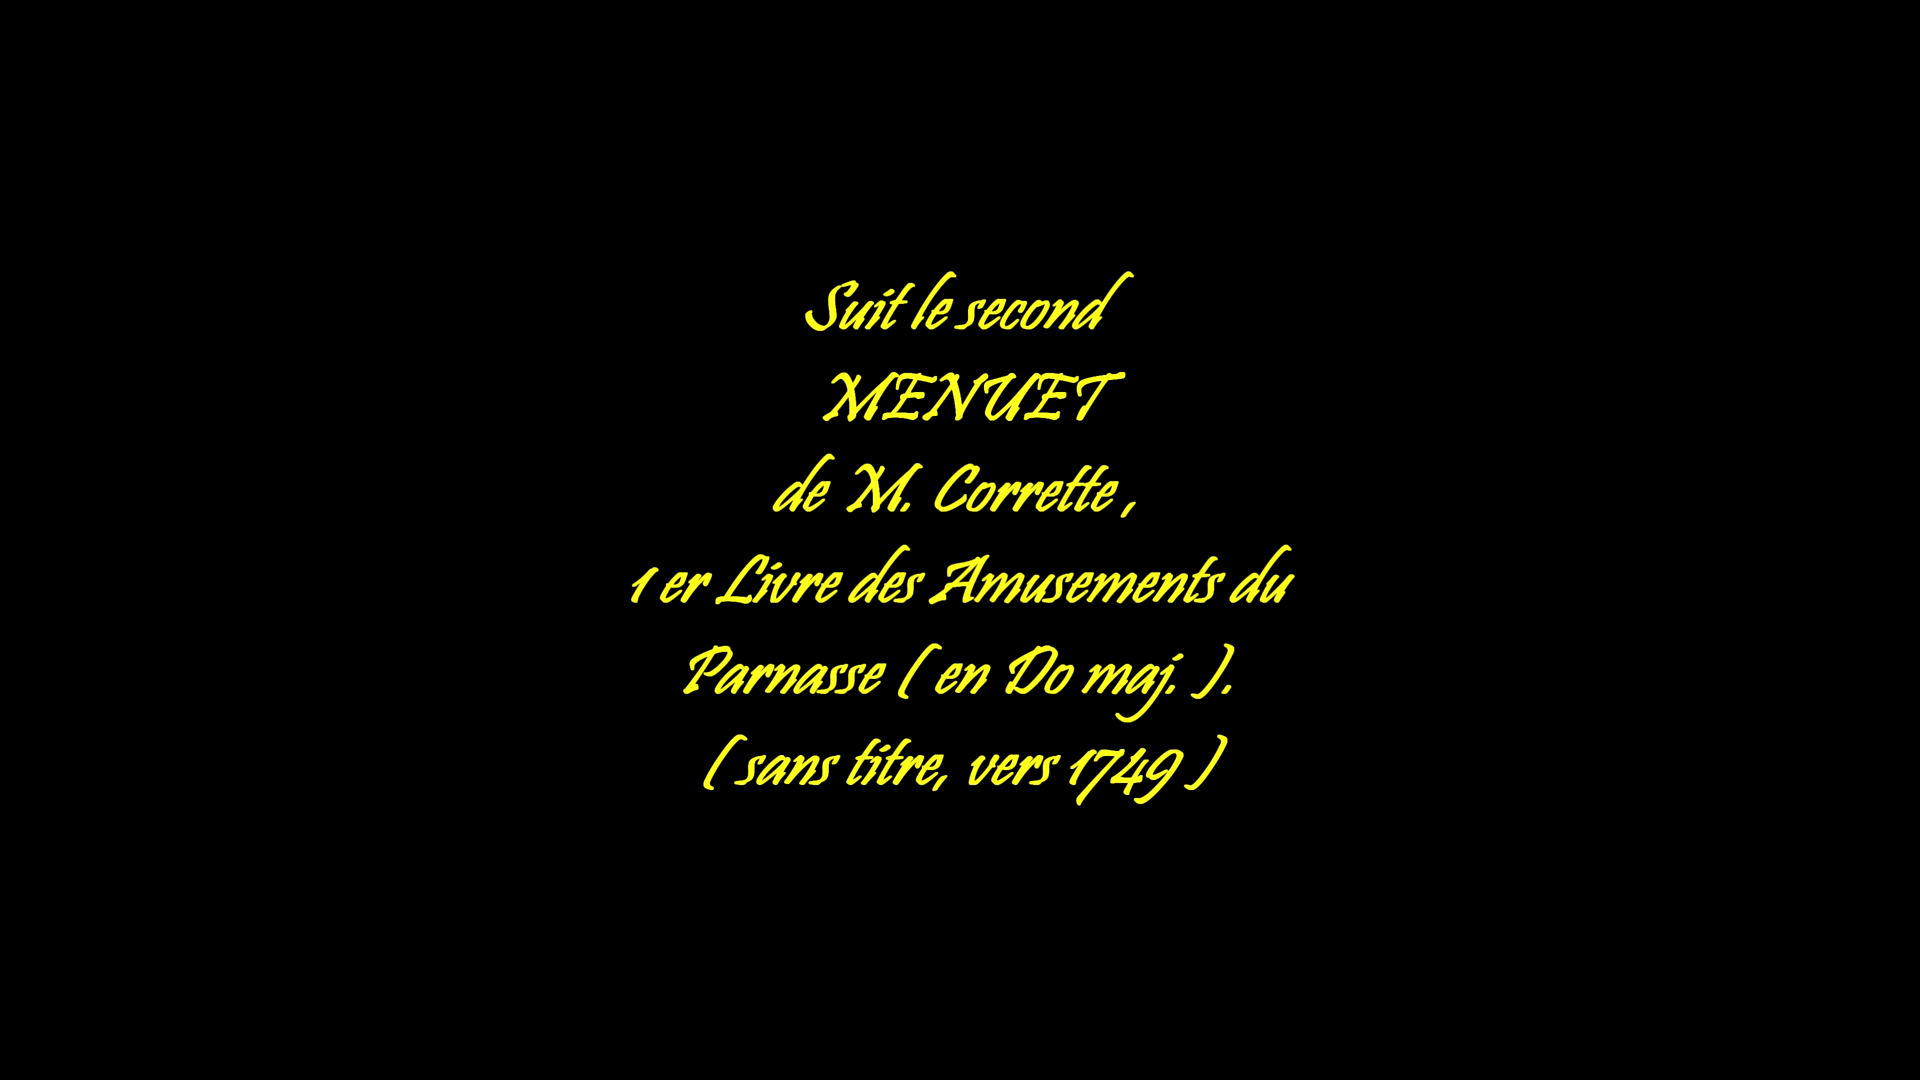 Suit le second
MENUET
de M. Corrette ,
1 er Livre des Amusements du
Parnasse ( en Do maj. ).
( sans titre, vers 1749 )